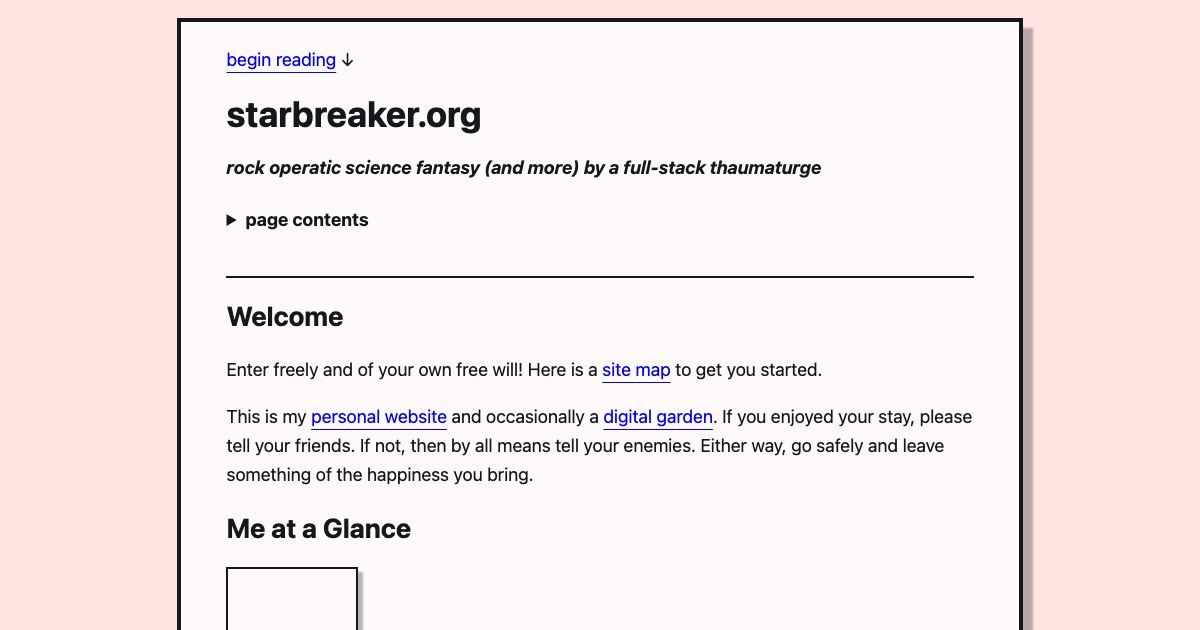 begin reading ↓
starbreaker.org
rock operatic science fantasy (and more) by a full-stack thaumaturge
▶ page contents
Welcome
Enter freely and of your own free will! Here is a site map to get you started.
This is my personal website and occasionally a digital garden. If you enjoyed your stay, please
tell your friends. If not, then by all means tell your enemies. Either way, go safely and leave
something of the happiness you bring.
Me at a Glance